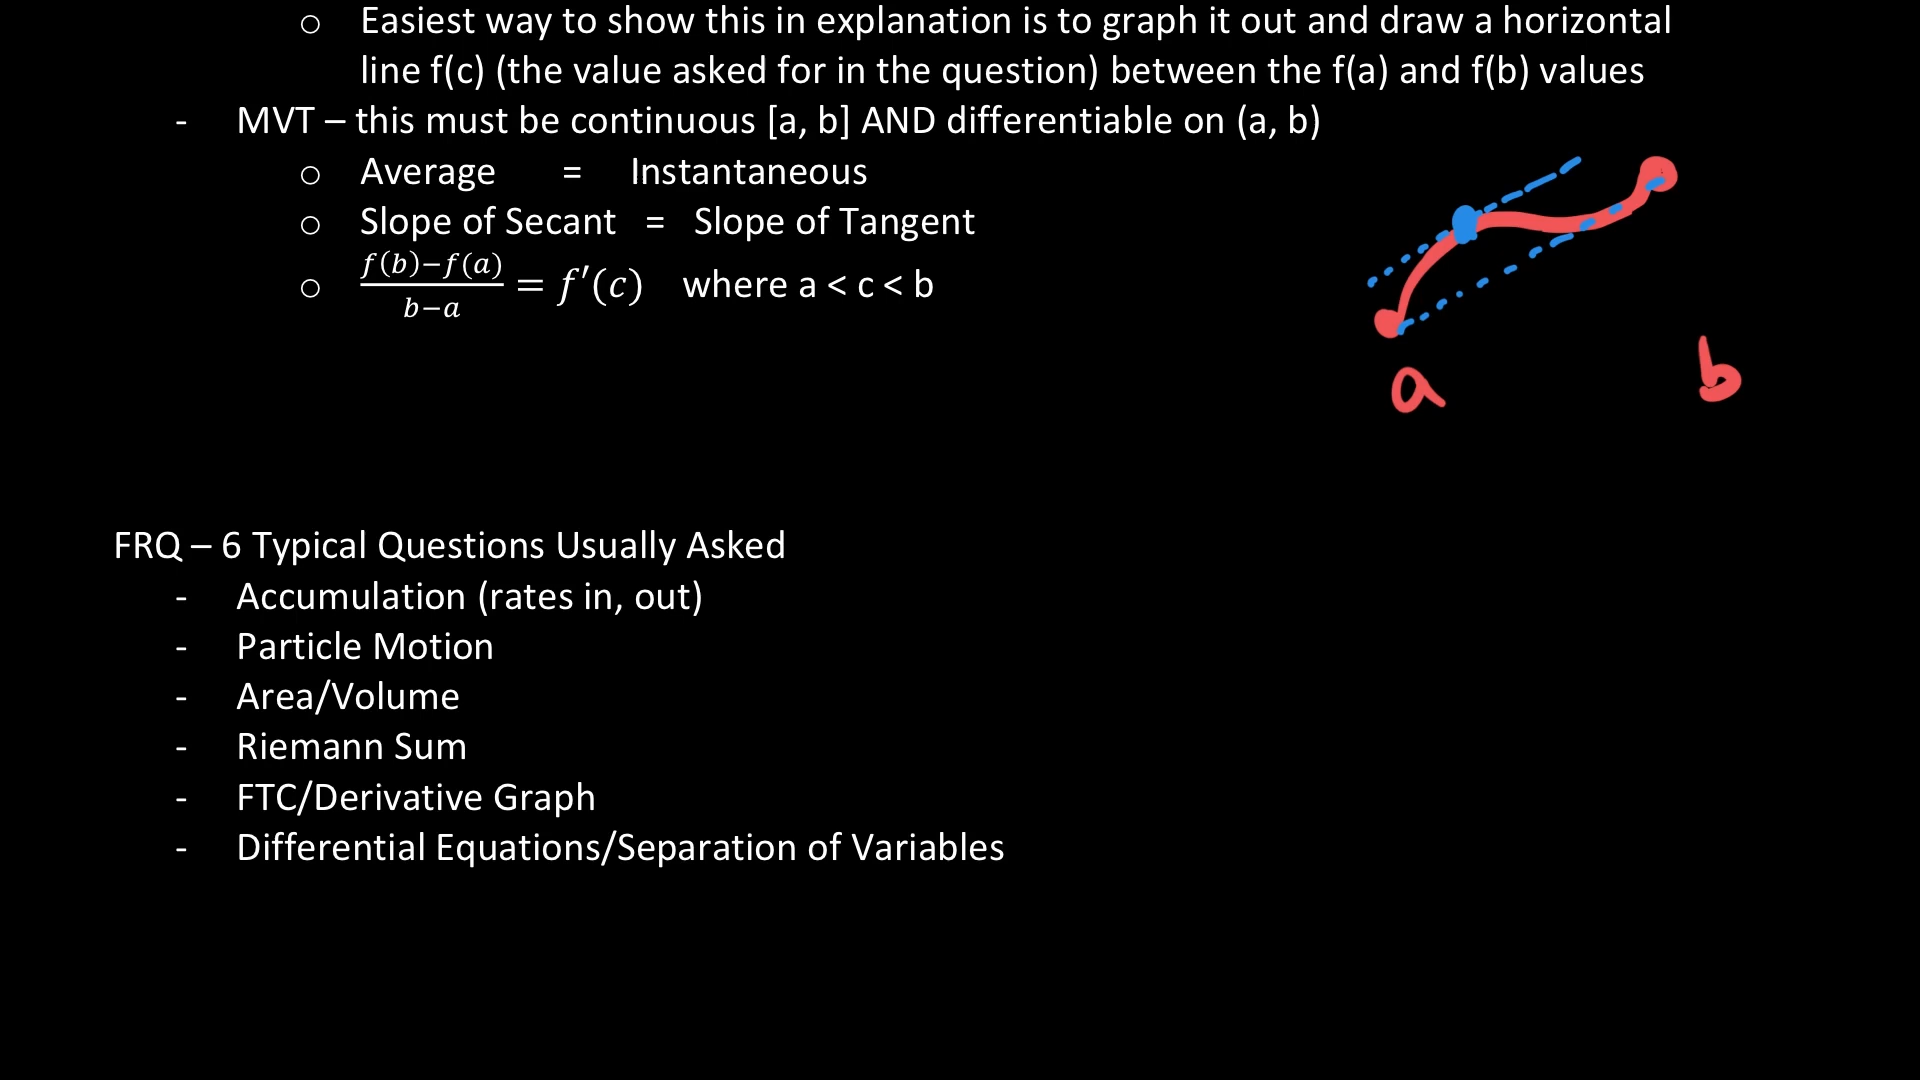 ○ Easiest way to show this in explanation is to graph it out and draw a horizontal
line f(c) (the value asked for in the question) between the f(a) and f(b) values
- MVT – this must be continuous [a, b] AND differentiable on (a, b)
○ Average = Instantaneous
○ Slope of Secant = Slope of Tangent
○ \frac{f(b)-f(a)}{b-a} = f'(c) where a < c < b
a b
FRQ – 6 Typical Questions Usually Asked
- Accumulation (rates in, out)
- Particle Motion
- Area/Volume
- Riemann Sum
- FTC/Derivative Graph
- Differential Equations/Separation of Variables